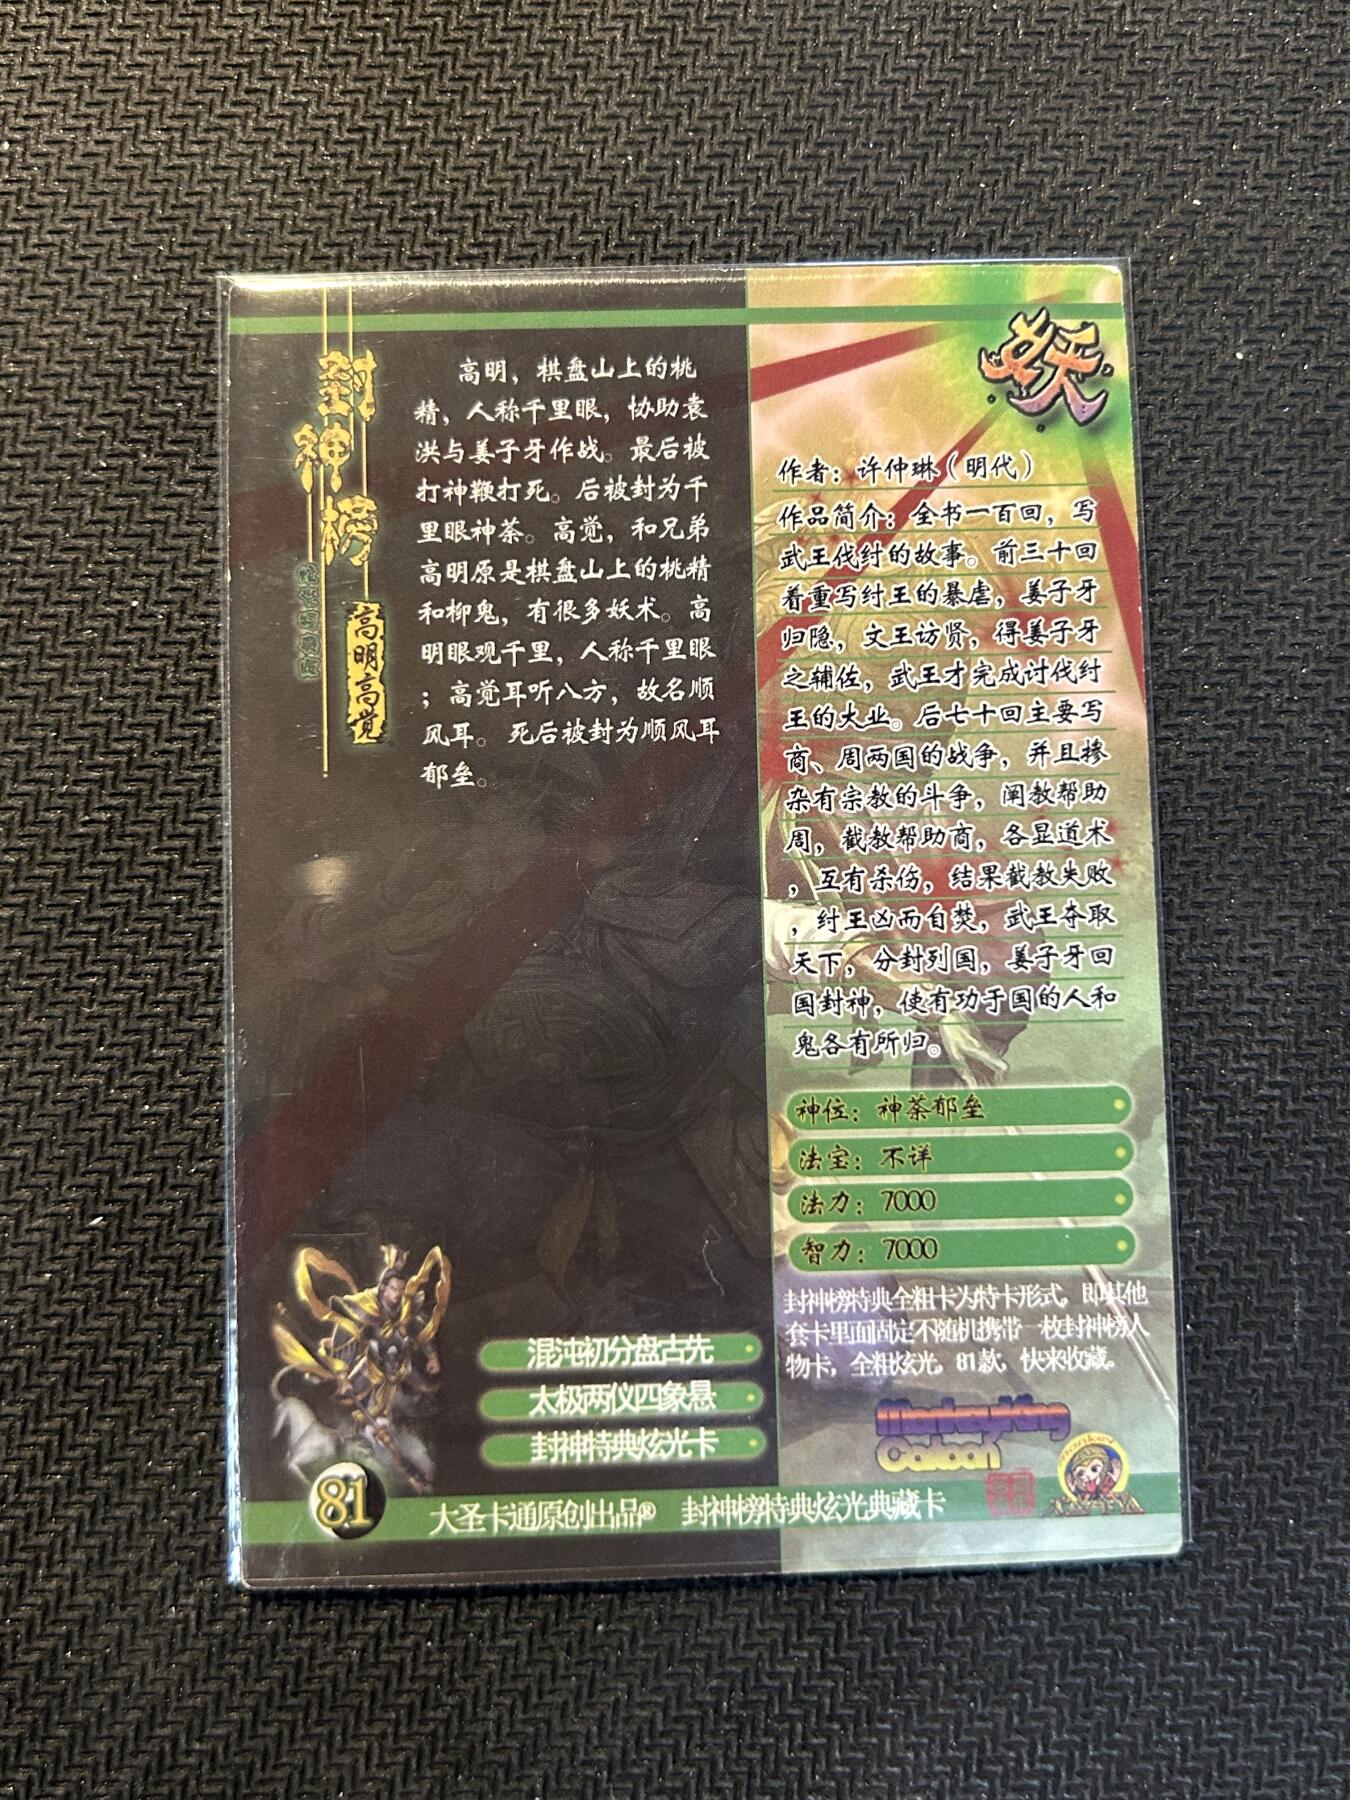 封神榜
高明高觉
高明，棋盘山上的桃
精，人称千里眼，协助袁
洪与姜子牙作战。最后被
打神鞭打死。后被封为千
里眼神荼。高觉，和兄弟
高明原是棋盘山上的桃精
和柳鬼，有很多妖术。高
明眼观千里，人称千里眼
；高觉耳听八方，故名顺
风耳。死后被封为顺风耳
郁垒。
混沌初分盘古先
太极两仪四象悬
封神特典炫光卡
妖
作者：许仲琳（明代）
作品简介：全书一百回，写
武王伐纣的故事。前三十回
着重写纣王的暴虐，姜子牙
归隐，文王访贤，得姜子牙
之辅佐，武王才完成讨伐纣
王的大业。后七十回主要写
商、周两国的战争，并且掺
杂有宗教的斗争，阐教帮助
周，截教帮助商，各显道术
，互有杀伤，结果截教失败
，纣王凶而自焚，武王夺取
天下，分封列国，姜子牙回
国封神，使有功于国的人和
鬼各有所归。
神位：神荼郁垒
法宝：不详
法力：7000
智力：7000
封神榜特典全粗卡为特卡形式，即其他
套卡里面固定不随机携带一枚封神榜人
物卡，全粗炫光，81款，快来收藏。
MonkeyKing
Catoon
81
大圣卡通原创出品® 封神榜特典炫光典藏卡